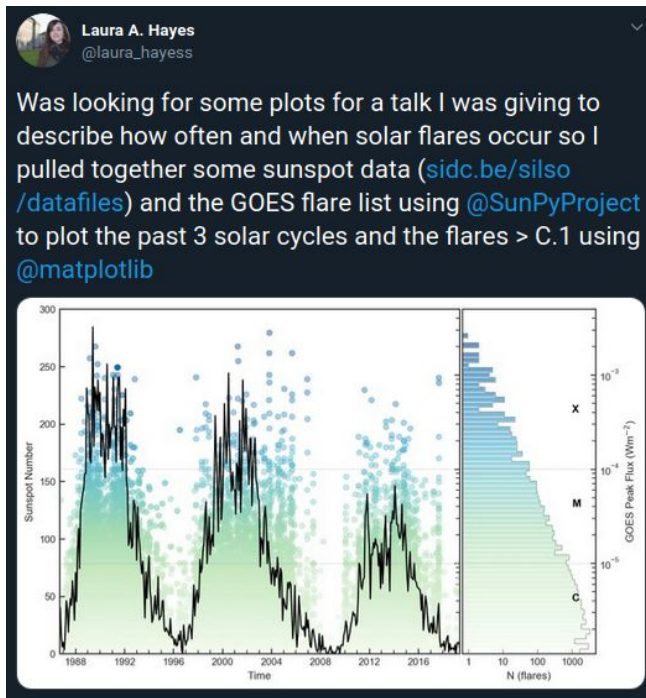 Laura A. Hayes
@laura_hayess
Was looking for some plots for a talk I was giving to
describe how often and when solar flares occur so I
pulled together some sunspot data (sidc.be/silso
/datafiles) and the GOES flare list using @SunPyProject
to plot the past 3 solar cycles and the flares > C.1 using
@matplotlib
300
250
200
150
100
50
0
Sunspot Number
1988 1992 1996 2000 2004 2008 2012 2016
Time
X
M
C
10⁻³
10⁻⁴
10⁻⁵
GOES Peak Flux (Wm⁻²)
1 10 100 1000
N (flares)